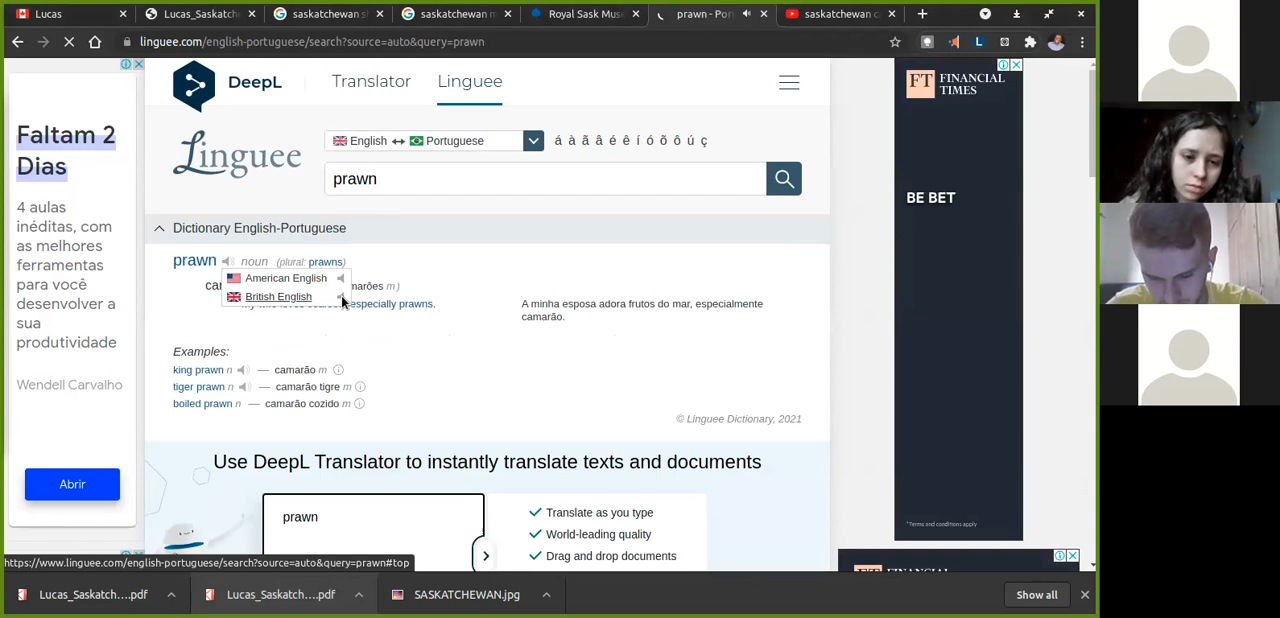 Lucas
Lucas_Saskatch
saskatchewan s
saskatchewan m
Royal Sask Mus
prawn - Por
saskatchewan ca
linguee.com/english-portuguese/search?source=auto&query=prawn
Faltam 2
Dias
4 aulas
inéditas, com
as melhores
ferramentas
para você
desenvolver a
sua
produtividade
Wendell Carvalho
Abrir
DeepL
Translator
Linguee
Linguee
English ↔ Portuguese
á à ã â é ê í ó õ ô ú ç
prawn
Dictionary English-Portuguese
prawn noun (plural: prawns)
American English
British English
marões m)
especially prawns.
A minha esposa adora frutos do mar, especialmente
camarão.
Examples:
king prawn n — camarão m
tiger prawn n — camarão tigre m
boiled prawn n — camarão cozido m
© Linguee Dictionary, 2021
Use DeepL Translator to instantly translate texts and documents
prawn
Translate as you type
World-leading quality
Drag and drop documents
FT FINANCIAL
TIMES
BE BET
*Terms and conditions apply
https://www.linguee.com/english-portuguese/search?source=auto&query=prawn#top
Lucas_Saskatch....pdf
Lucas_Saskatch....pdf
SASKATCHEWAN.jpg
Show all